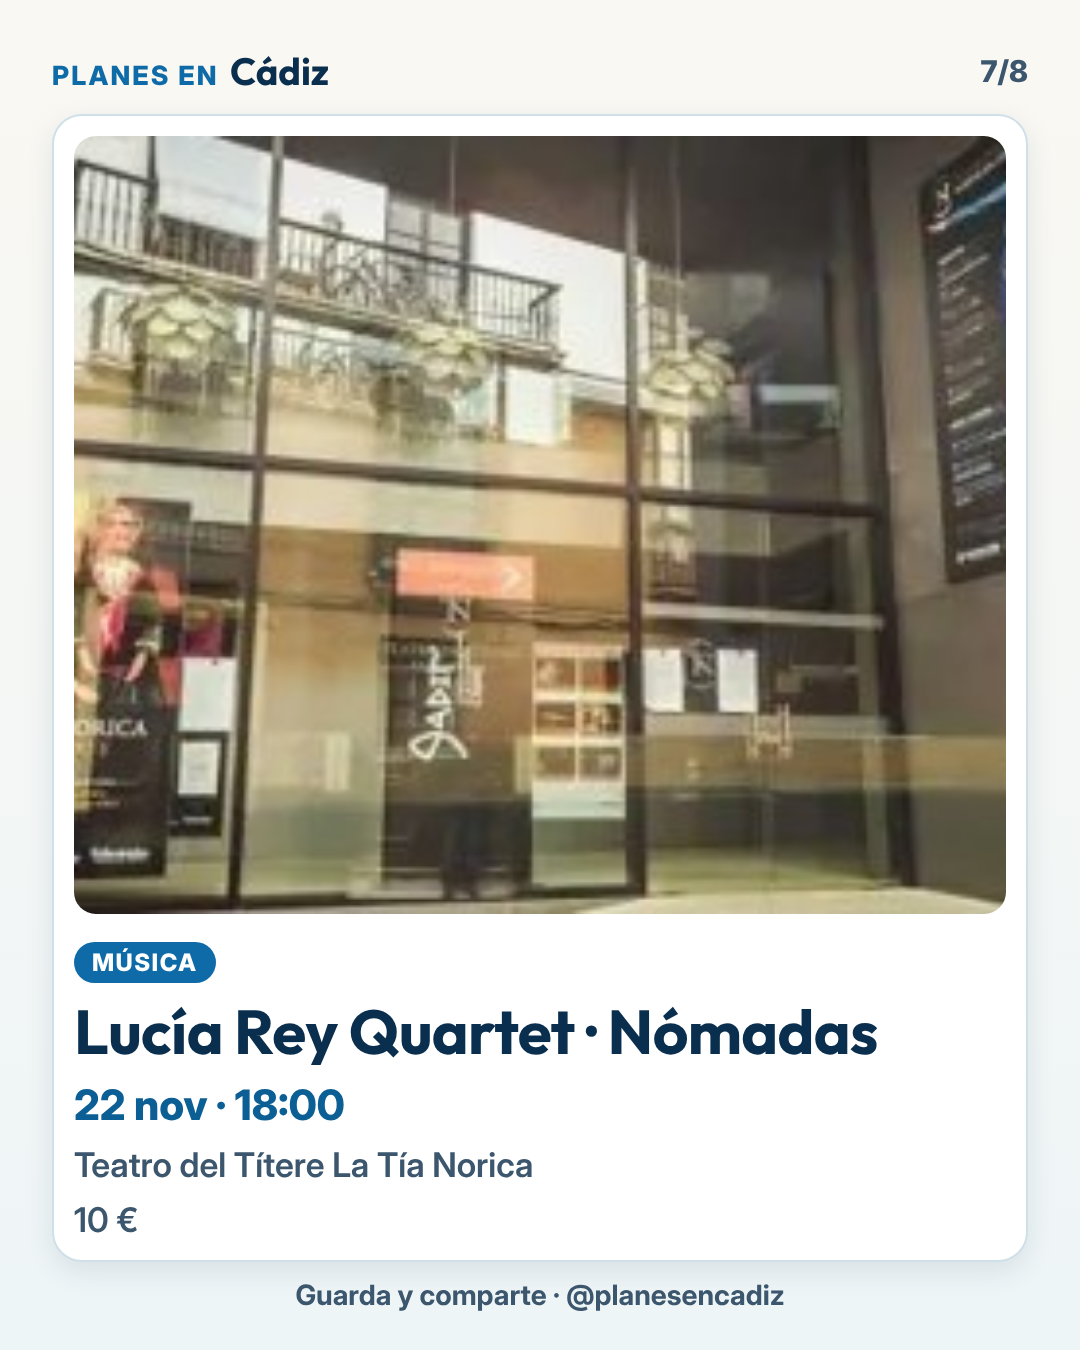 PLANES EN Cádiz
7/8
ORICA
MÚSICA
Lucía Rey Quartet · Nómadas
22 nov · 18:00
Teatro del Títere La Tía Norica
10 €
Guarda y comparte · @planesencadiz